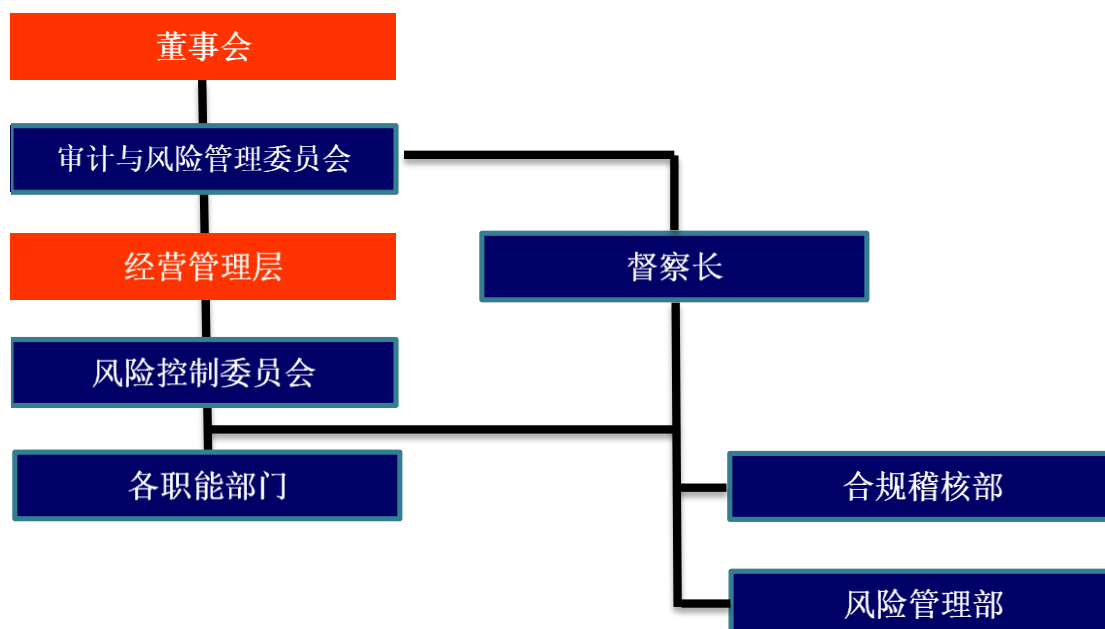 董事会
审计与风险管理委员会
经营管理层
督察长
风险控制委员会
各职能部门
合规稽核部
风险管理部